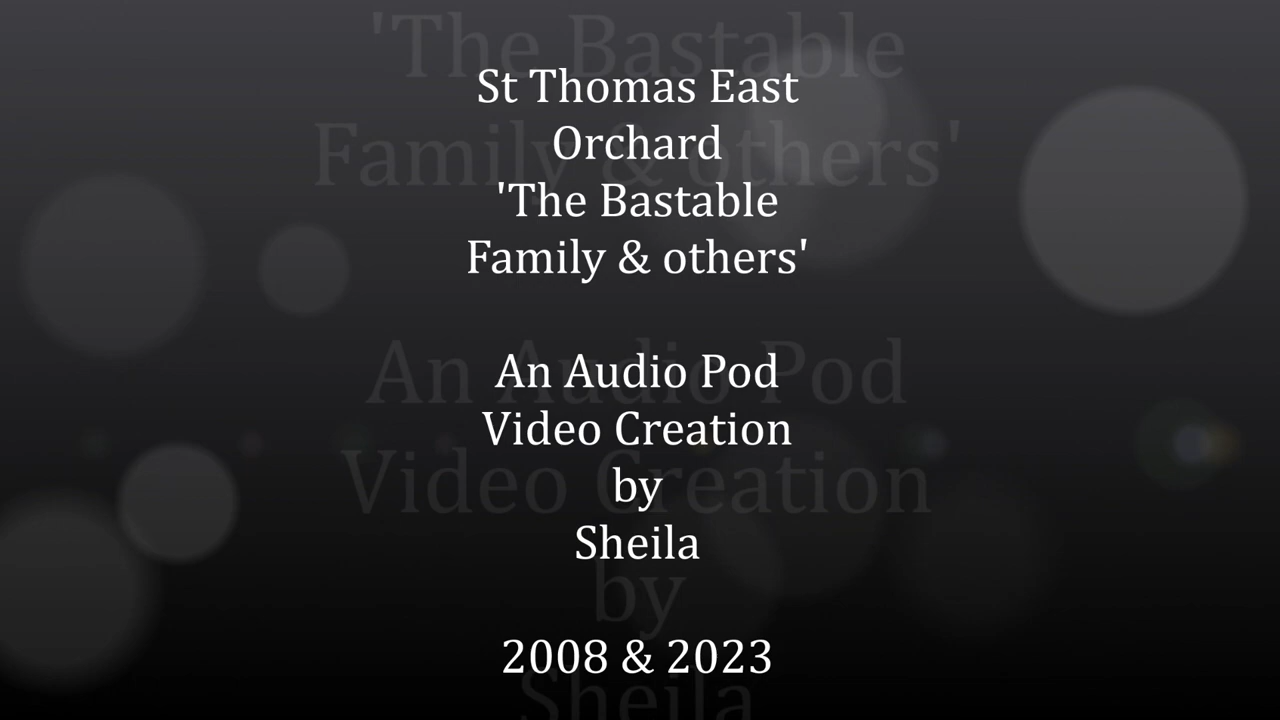 St Thomas East
Orchard
'The Bastable
Family & others'
An Audio Pod
Video Creation
by
Sheila
2008 & 2023